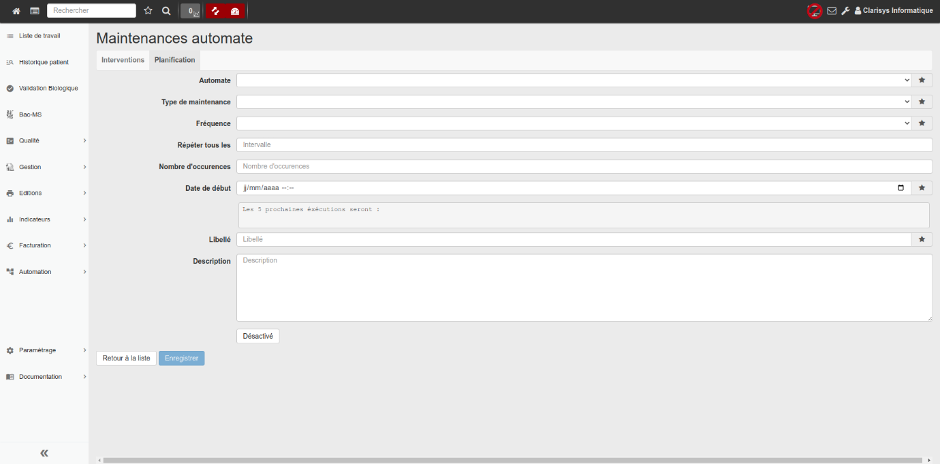 Rechercher
0
Clarisys Informatique
Liste de travail
Historique patient
Validation Biologique
Bac-MS
Qualité
Gestion
Editions
Indicateurs
Facturation
Automation
Paramétrage
Documentation
Maintenances automate
Interventions Planification
Automate
Type de maintenance
Fréquence
Répéter tous les Intervalle
Nombre d'occurences Nombre d'occurences
Date de début jj/mm/aaaa --:--
Les 5 prochaines éxécutions seront :
Libellé Libellé
Description Description
Désactivé
Retour à la liste Enregistrer